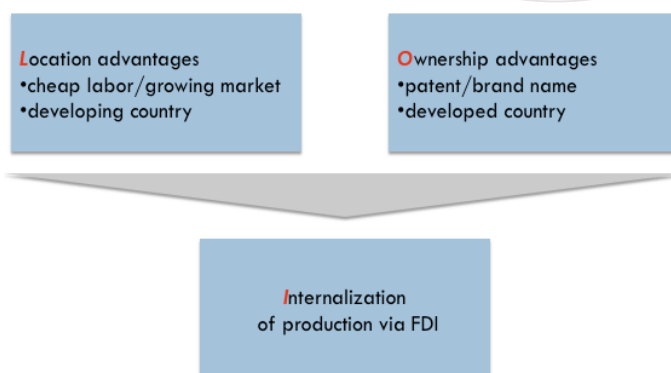 Location advantages
•cheap labor/growing market
•developing country
Ownership advantages
•patent/brand name
•developed country
Internalization
of production via FDI